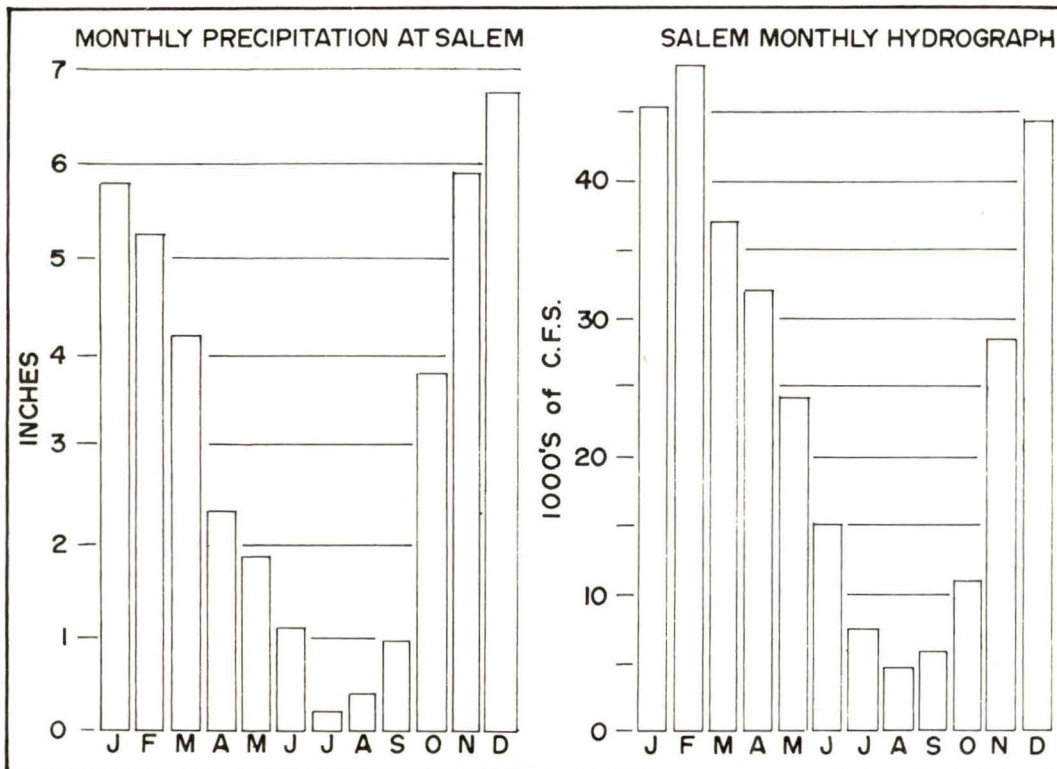 MONTHLY PRECIPITATION AT SALEM
7
6
5
4
3
2
1
0
INCHES
J F M A M J J A S O N D
SALEM MONTHLY HYDROGRAPH
40
30
20
10
0
1000'S of C.F.S.
J F M A M J J A S O N D